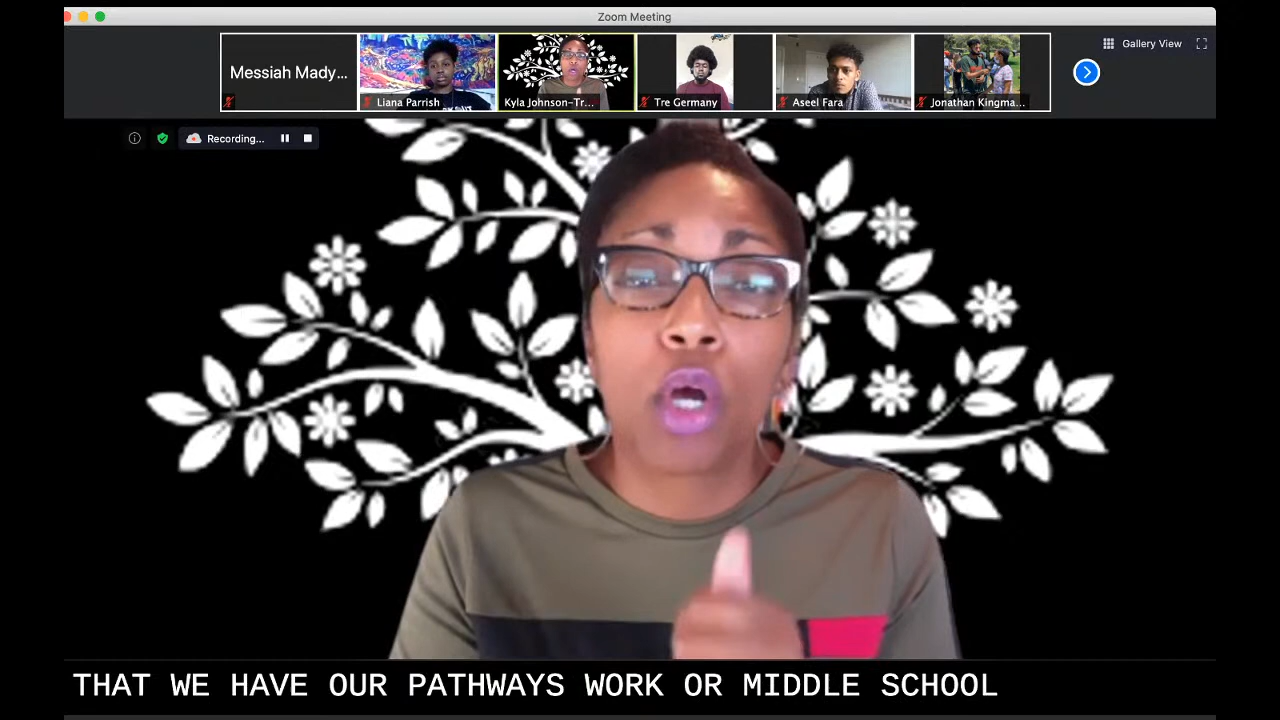 Zoom Meeting
Messiah Mady...
Liana Parrish
Kyla Johnson-Tr...
Tre Germany
Aseel Fara
Jonathan Kingma...
Gallery View
Recording...
THAT WE HAVE OUR PATHWAYS WORK OR MIDDLE SCHOOL